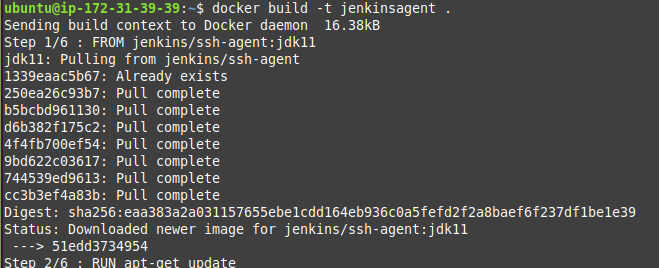 ubuntu@ip-172-31-39-39:~$ docker build -t jenkinsagent .
Sending build context to Docker daemon  16.38kB
Step 1/6 : FROM jenkins/ssh-agent:jdk11
jdk11: Pulling from jenkins/ssh-agent
1339eaac5b67: Already exists
250ea26c93b7: Pull complete
b5bcbd961130: Pull complete
d6b382f175c2: Pull complete
4f4fb700ef54: Pull complete
9bd622c03617: Pull complete
744539ed9613: Pull complete
cc3b3ef4a83b: Pull complete
Digest: sha256:eaa383a2a031157655ebe1cdd164eb936c0a5fefd2f2a8baef6f237df1be1e39
Status: Downloaded newer image for jenkins/ssh-agent:jdk11
 ---> 51edd3734954
Step 2/6 : RUN apt-get update